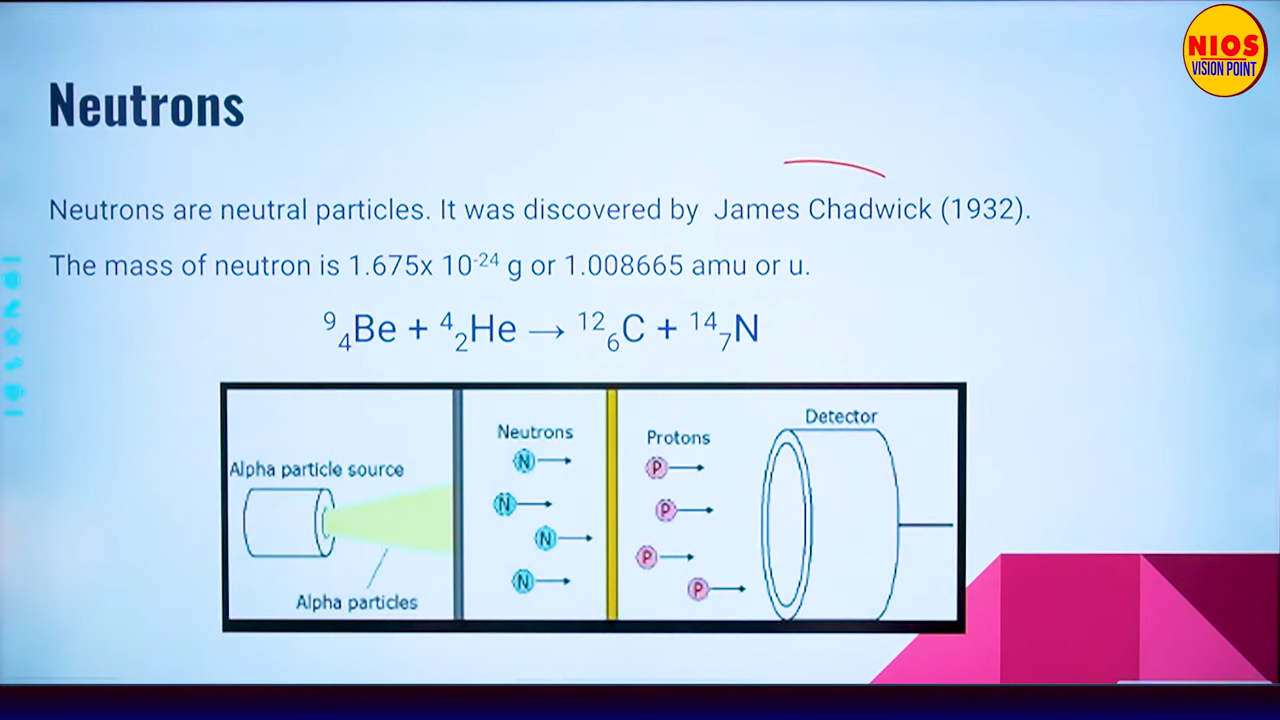 NIOS
VISION POINT
Neutrons
Neutrons are neutral particles. It was discovered by James Chadwick (1932).
The mass of neutron is 1.675x 10⁻²⁴ g or 1.008665 amu or u.
⁹₄Be + ⁴₂He → ¹²₆C + ¹⁴₇N
Alpha particle source
Alpha particles
Neutrons
N
N
N
N
Protons
P
P
P
P
Detector